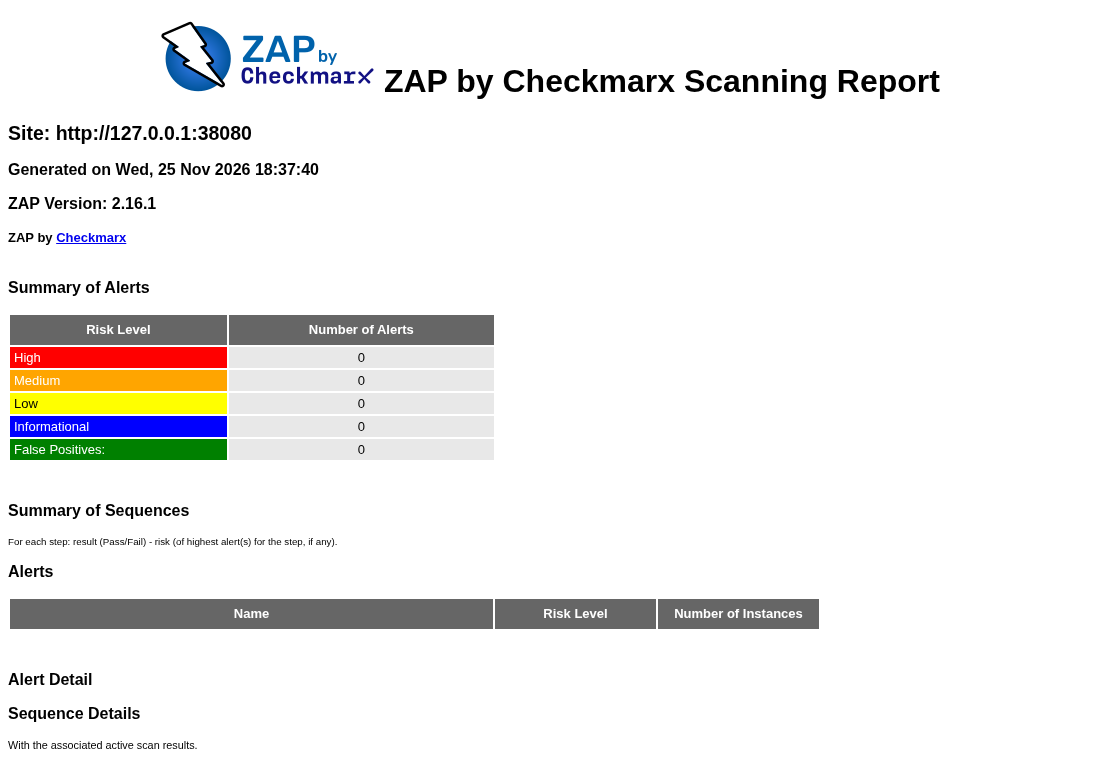 ZAP by
Checkmarx
ZAP by Checkmarx Scanning Report
Site: http://127.0.0.1:38080
Generated on Wed, 25 Nov 2026 18:37:40
ZAP Version: 2.16.1
ZAP by Checkmarx
Summary of Alerts
Risk Level Number of Alerts
High 0
Medium 0
Low 0
Informational 0
False Positives: 0
Summary of Sequences
For each step: result (Pass/Fail) - risk (of highest alert(s) for the step, if any).
Alerts
Name Risk Level Number of Instances
Alert Detail
Sequence Details
With the associated active scan results.